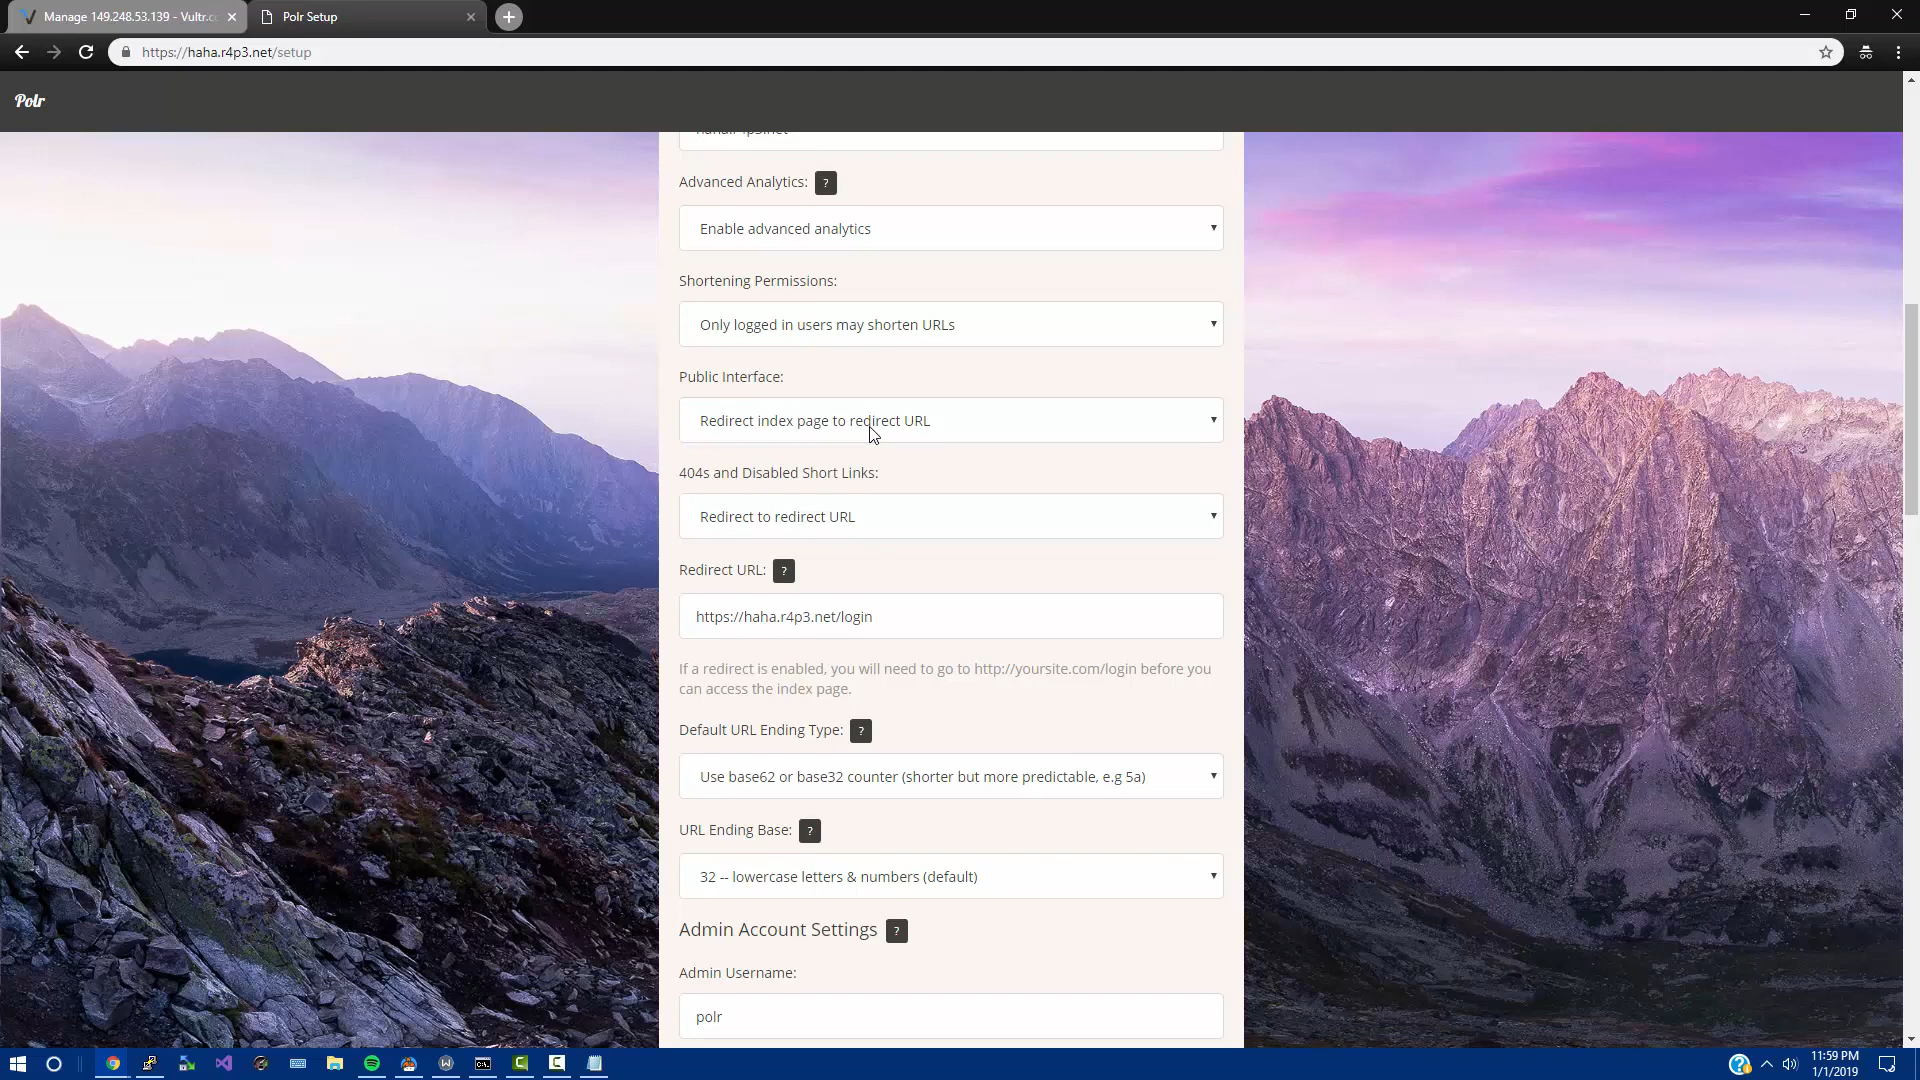 Manage 149.248.53.139 - Vultr.c
Polr Setup
https://haha.r4p3.net/setup
Polr
Advanced Analytics: ?
Enable advanced analytics
Shortening Permissions:
Only logged in users may shorten URLs
Public Interface:
Redirect index page to redirect URL
404s and Disabled Short Links:
Redirect to redirect URL
Redirect URL: ?
https://haha.r4p3.net/login
If a redirect is enabled, you will need to go to http://yoursite.com/login before you
can access the index page.
Default URL Ending Type: ?
Use base62 or base32 counter (shorter but more predictable, e.g 5a)
URL Ending Base: ?
32 -- lowercase letters & numbers (default)
Admin Account Settings ?
Admin Username:
polr
11:59 PM
1/1/2019